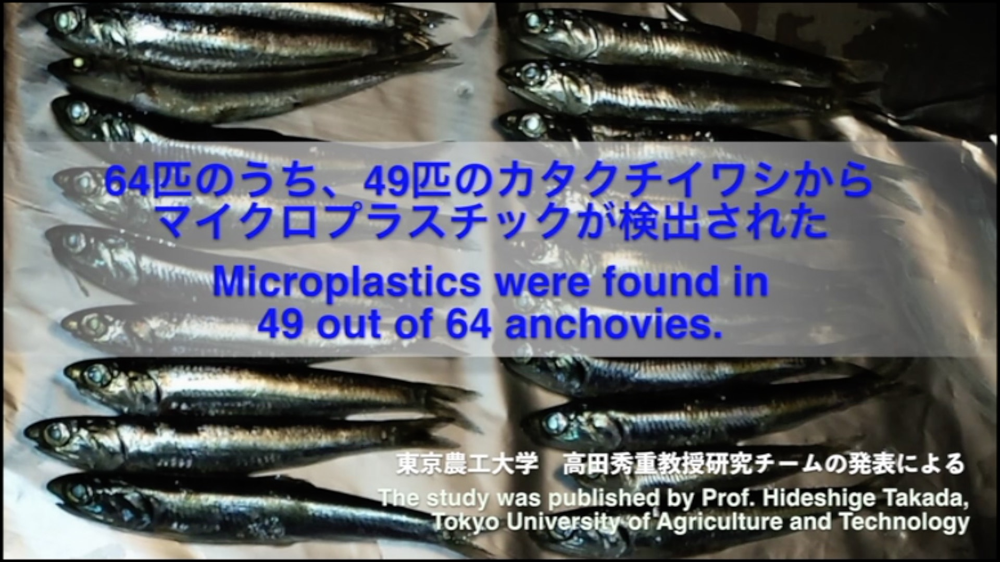 64匹のうち、49匹のカタクチイワシから
マイクロプラスチックが検出された
Microplastics were found in
49 out of 64 anchovies.
東京農工大学　高田秀重教授研究チームの発表による
The study was published by Prof. Hideshige Takada,
Tokyo University of Agriculture and Technology